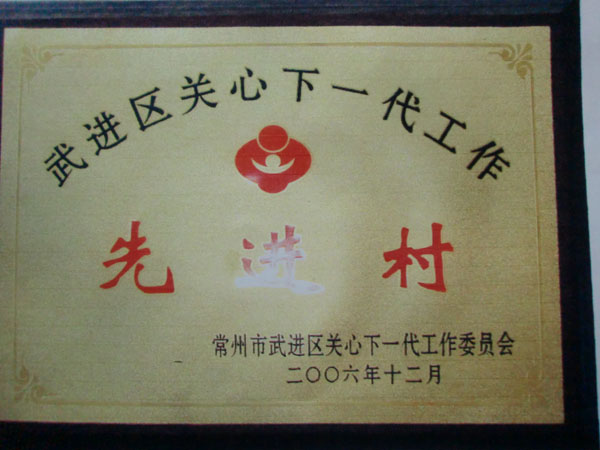 武进区关心下一代工作
先进村
常州市武进区关心下一代工作委员会
二〇〇六年十二月